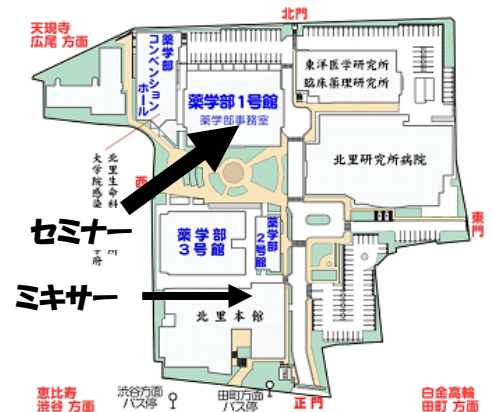 北門
天現寺
広尾 方面
薬学部
コンベンション
ホール
薬学部1号館
薬学部事務室
東洋医学研究所
臨床薬理研究所
北里研究所病院
北里生命科
所
大学院感染
学府
西
東
門
セミナー
薬学部
3号館
薬学部
2号館
ミキサー
北里本館
恵比寿
渋谷 方面
渋谷方面
バス停
田町方面
バス停
正門
白金高輪
田町 方面